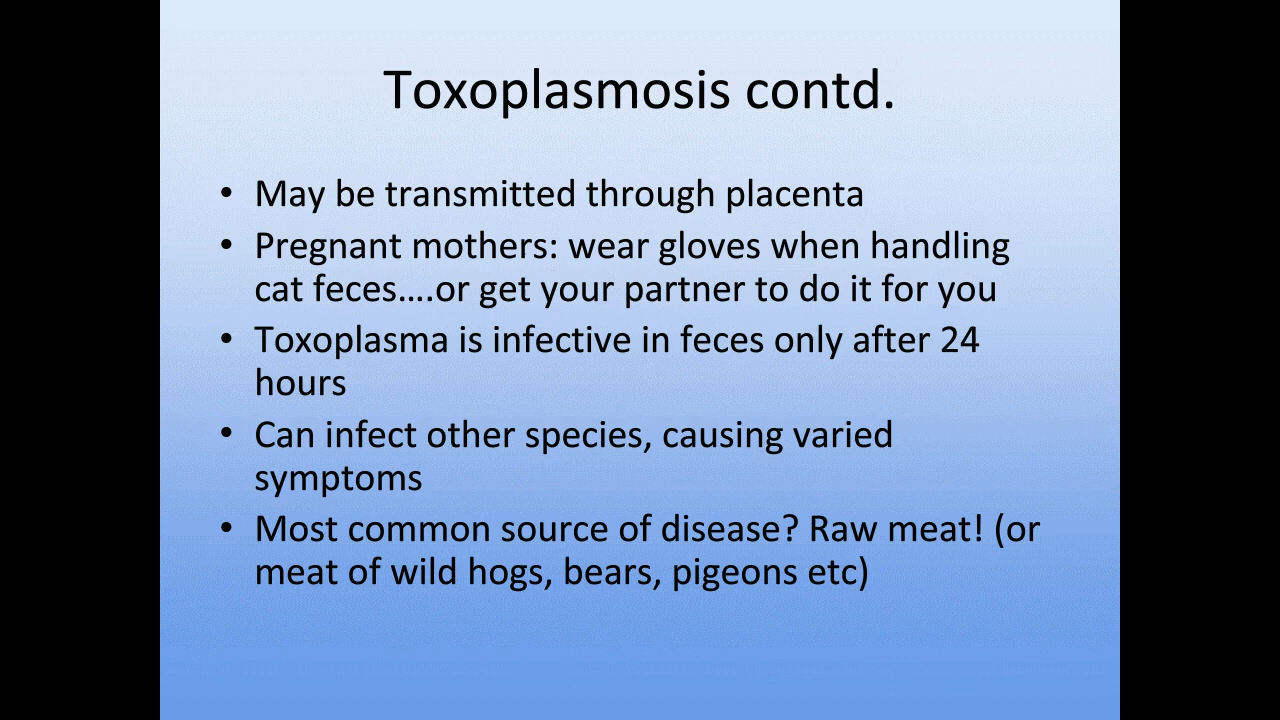 Toxoplasmosis contd.
• May be transmitted through placenta
• Pregnant mothers: wear gloves when handling
cat feces….or get your partner to do it for you
• Toxoplasma is infective in feces only after 24
hours
• Can infect other species, causing varied
symptoms
• Most common source of disease? Raw meat! (or
meat of wild hogs, bears, pigeons etc)